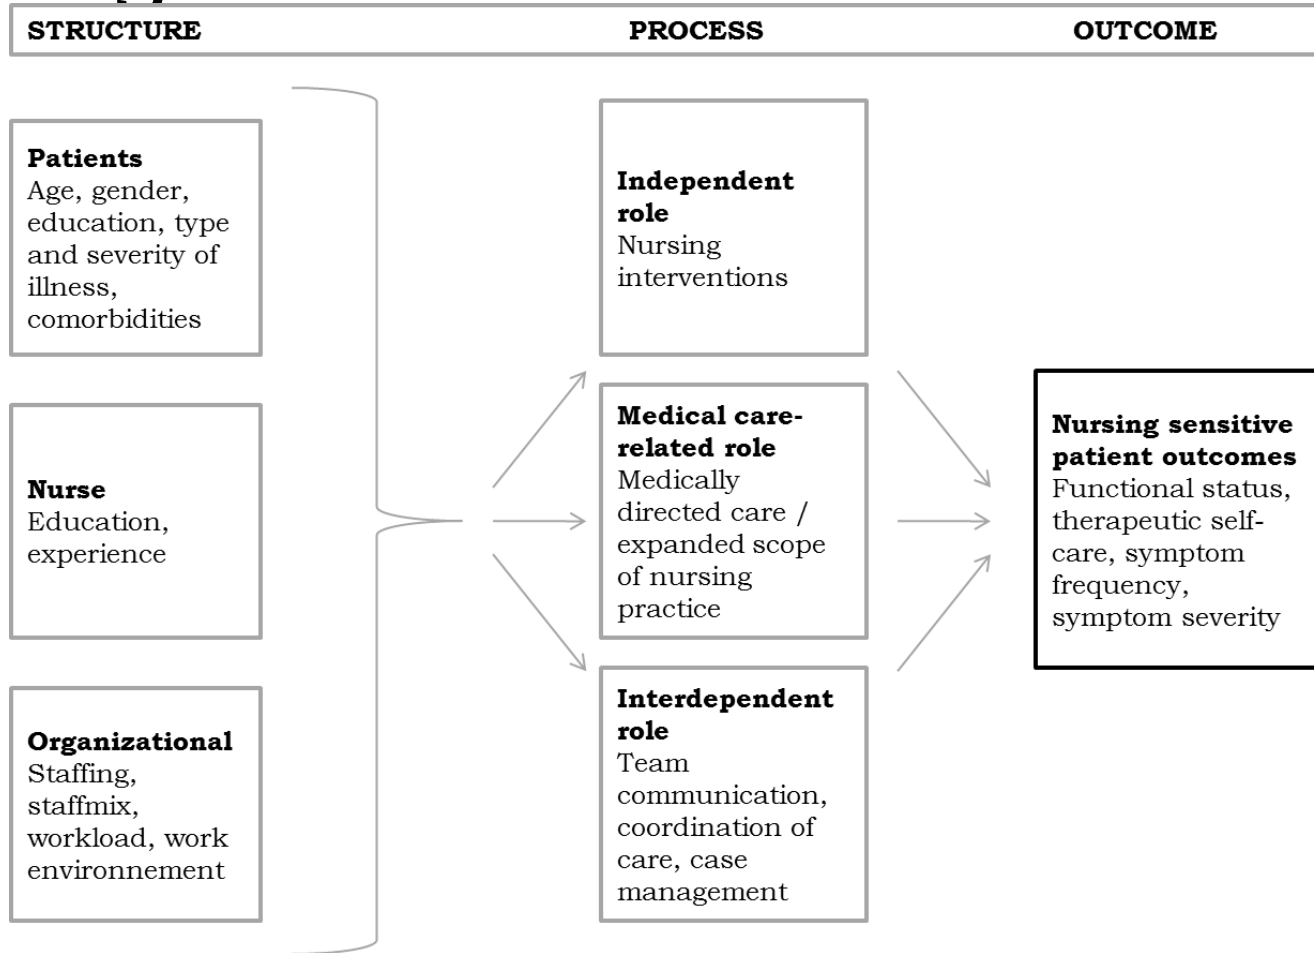 STRUCTURE PROCESS OUTCOME
Patients
Age, gender,
education, type
and severity of
illness,
comorbidities
Nurse
Education,
experience
Organizational
Staffing,
staffmix,
workload, work
environnement
Independent
role
Nursing
interventions
Medical care-
related role
Medically
directed care /
expanded scope
of nursing
practice
Interdependent
role
Team
communication,
coordination of
care, case
management
Nursing sensitive
patient outcomes
Functional status,
therapeutic self-
care, symptom
frequency,
symptom severity